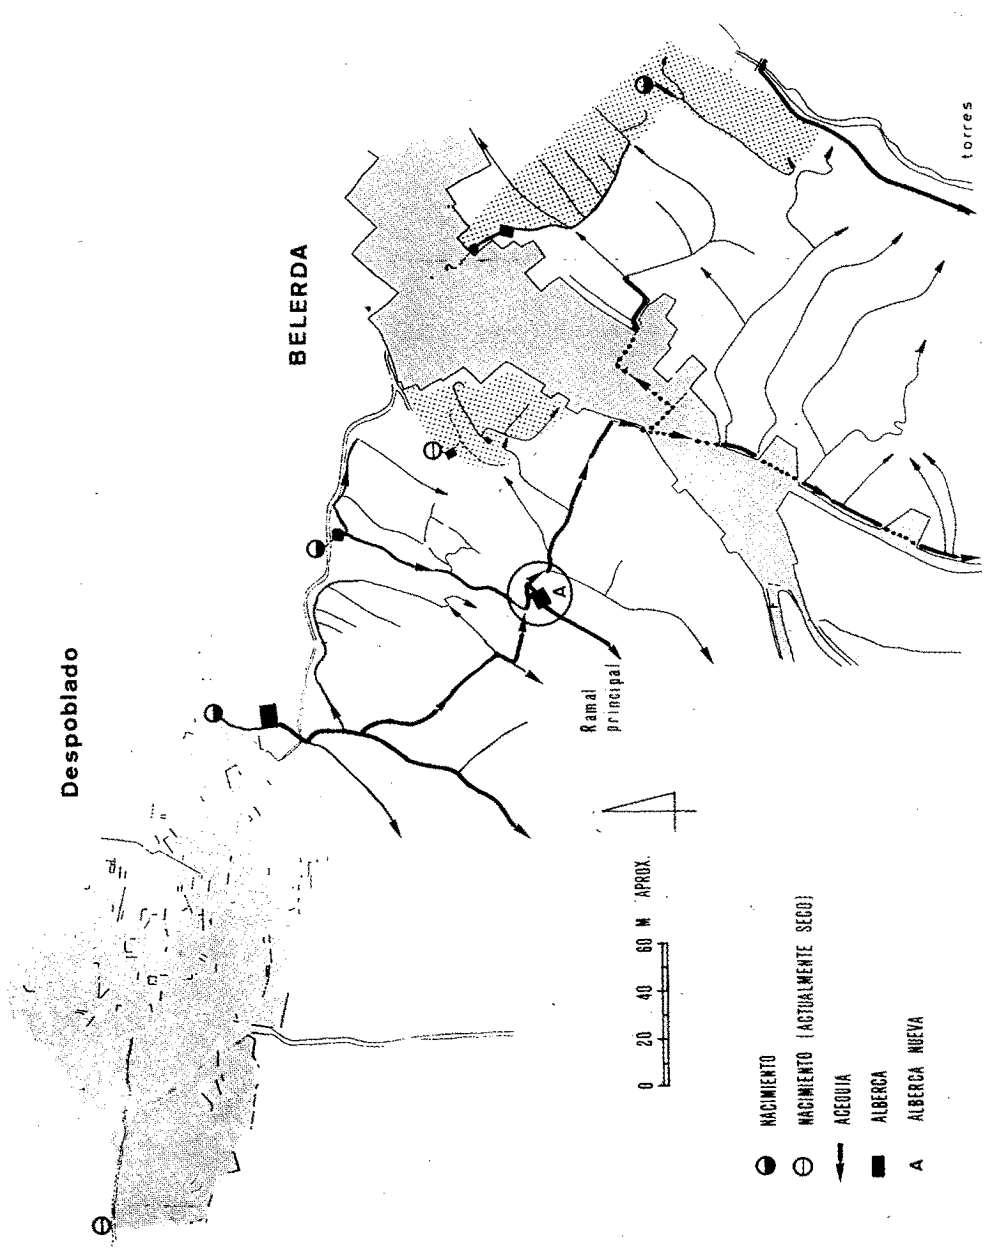 Despoblado
BELERDA
torres
Ramal
principal
A
0 20 40 60 M APROX.
NACIMIENTO
NACIMIENTO (ACTUALMENTE SECO)
ACEQUIA
ALBERCA
A ALBERCA NUEVA